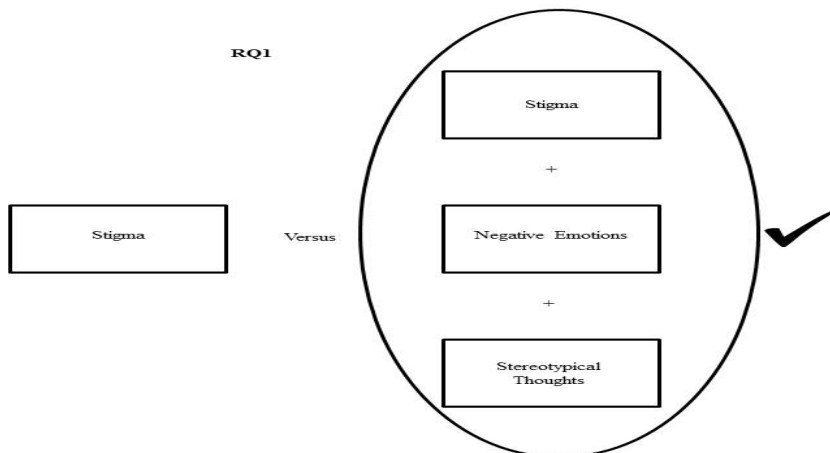 RQ1
Stigma
+
Stigma
Versus
Negative Emotions
+
Stereotypical
Thoughts